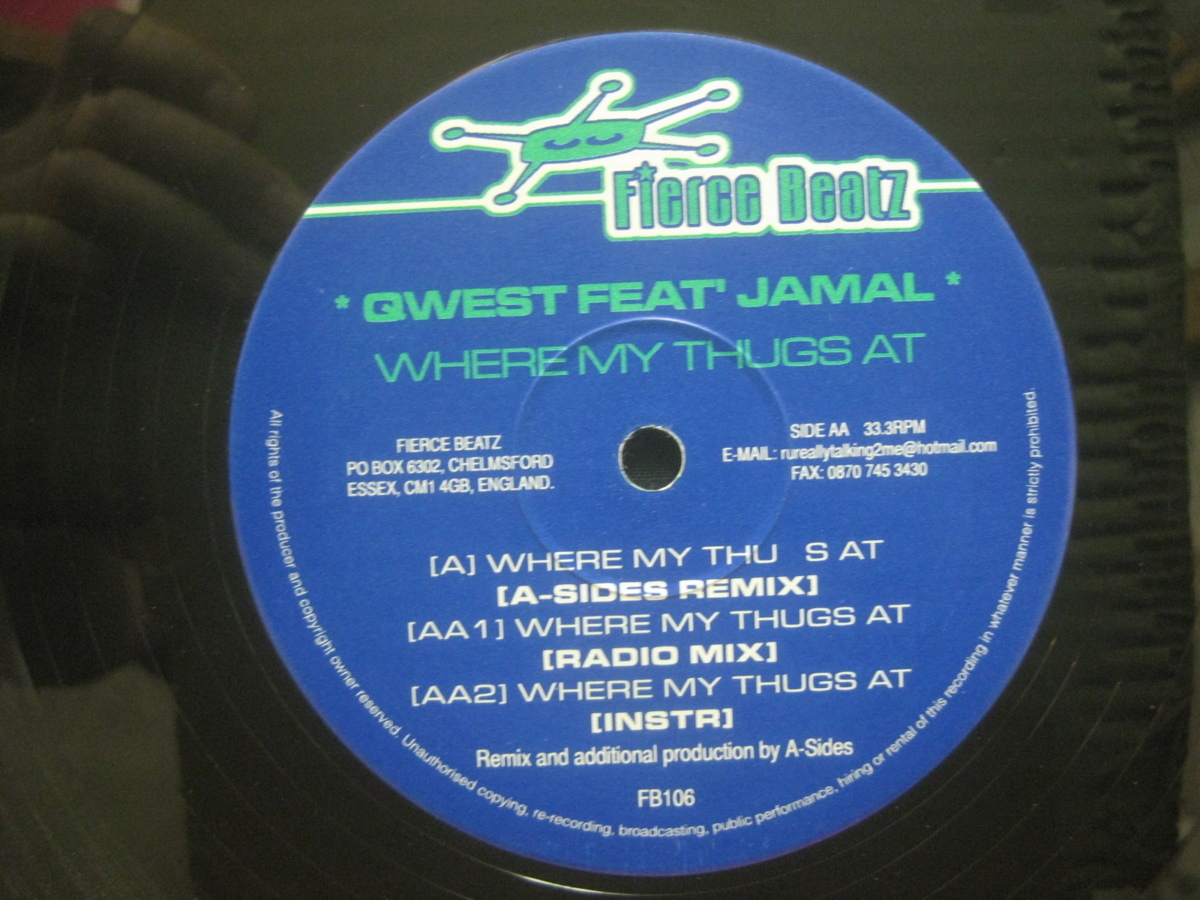 Fierce Beatz
* QWEST FEAT' JAMAL *
WHERE MY THUGS AT
FIERCE BEATZ
PO BOX 6302, CHELMSFORD
ESSEX, CM1 4GB, ENGLAND.
SIDE AA 33.3RPM
E-MAIL: rureallytalking2me@hotmail.com
FAX: 0870 745 3430
[A] WHERE MY THU S AT
[A-SIDES REMIX]
[AA1] WHERE MY THUGS AT
[RADIO MIX]
[AA2] WHERE MY THUGS AT
[INSTR]
Remix and additional production by A-Sides
FB106
All rights of the producer and copyright owner reserved. Unauthorised copying, re-recording, broadcasting, public performance, hiring or rental of this recording in whatever manner is strictly prohibited.